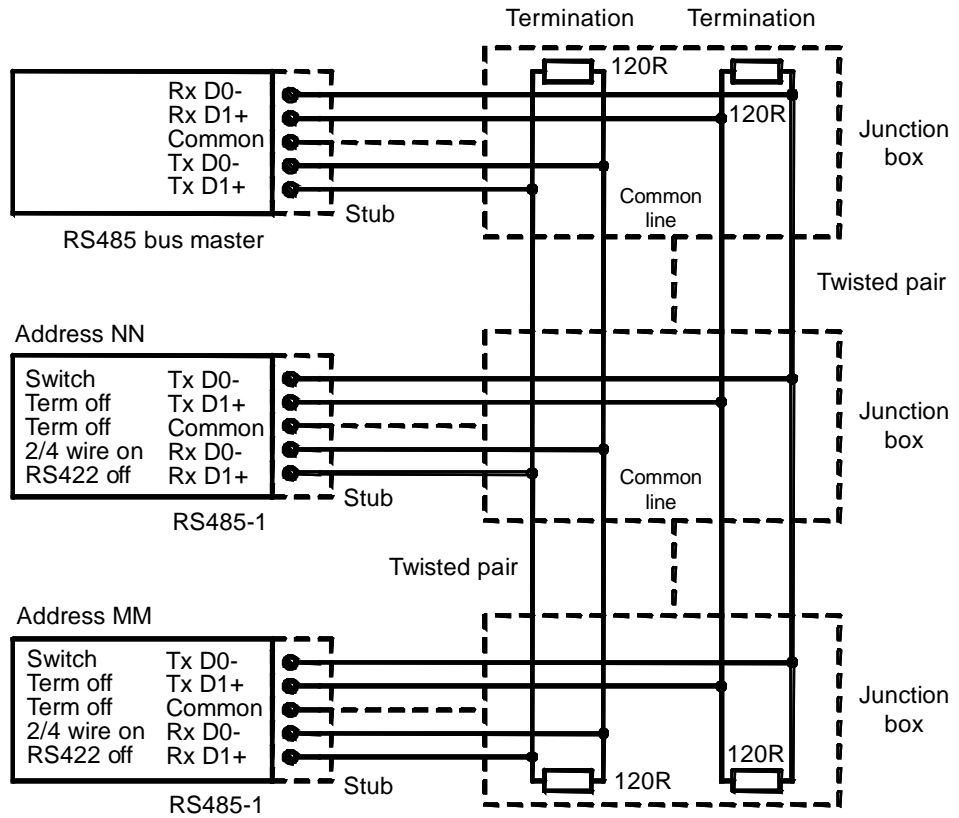 Termination
Termination
120R
120R
Rx D0-
Rx D1+
Common
Tx D0-
Tx D1+
Junction
box
Common
line
Stub
RS485 bus master
Twisted pair
Address NN
Switch Tx D0-
Term off Tx D1+
Term off Common
2/4 wire on Rx D0-
RS422 off Rx D1+
Junction
box
Common
line
Stub
RS485-1
Twisted pair
Address MM
Switch Tx D0-
Term off Tx D1+
Term off Common
2/4 wire on Rx D0-
RS422 off Rx D1+
Junction
box
120R
120R
Stub
RS485-1